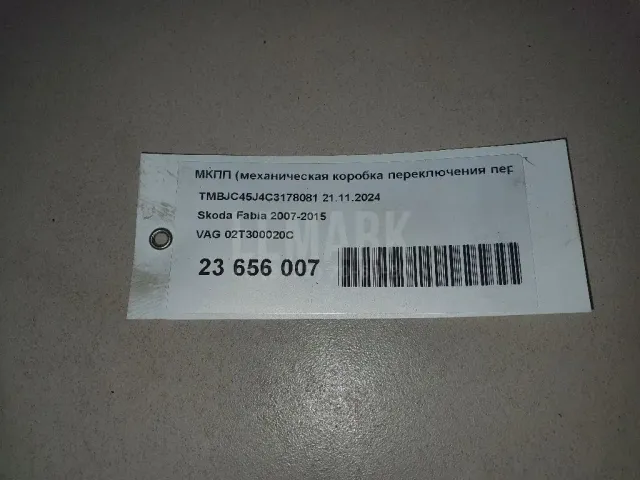 МКПП (механическая коробка переключения пер
TMBJC45J4C3178081 21.11.2024
Skoda Fabia 2007-2015
VAG 02T300020C
23 656 007